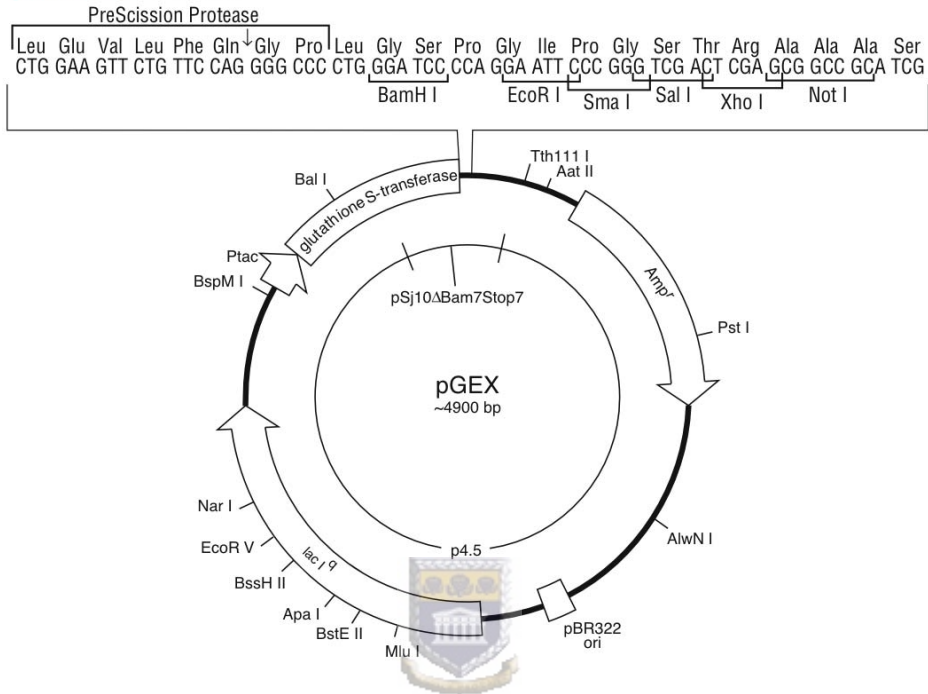 PreScission Protease
Leu Glu Val Leu Phe Gln↓Gly Pro Leu Gly Ser Pro Gly Ile Pro Gly Ser Thr Arg Ala Ala Ala Ser
CTG GAA GTT CTG TTC CAG GGG CCC CTG GGA TCC CCA GGA ATT CCC GGG TCG ACT CGA GCG GCC GCA TCG
BamH I EcoR I Sma I Sal I Xho I Not I
Tth111 I
Aat II
Bal I
glutathione S-transferase
Ptac
BspM I
Ampr
pSj10ΔBam7Stop7
Pst I
pGEX
~4900 bp
Nar I
EcoR V
BssH II
Apa I
BstE II
Mlu I
lac Iq
p4.5
AlwN I
pBR322
ori